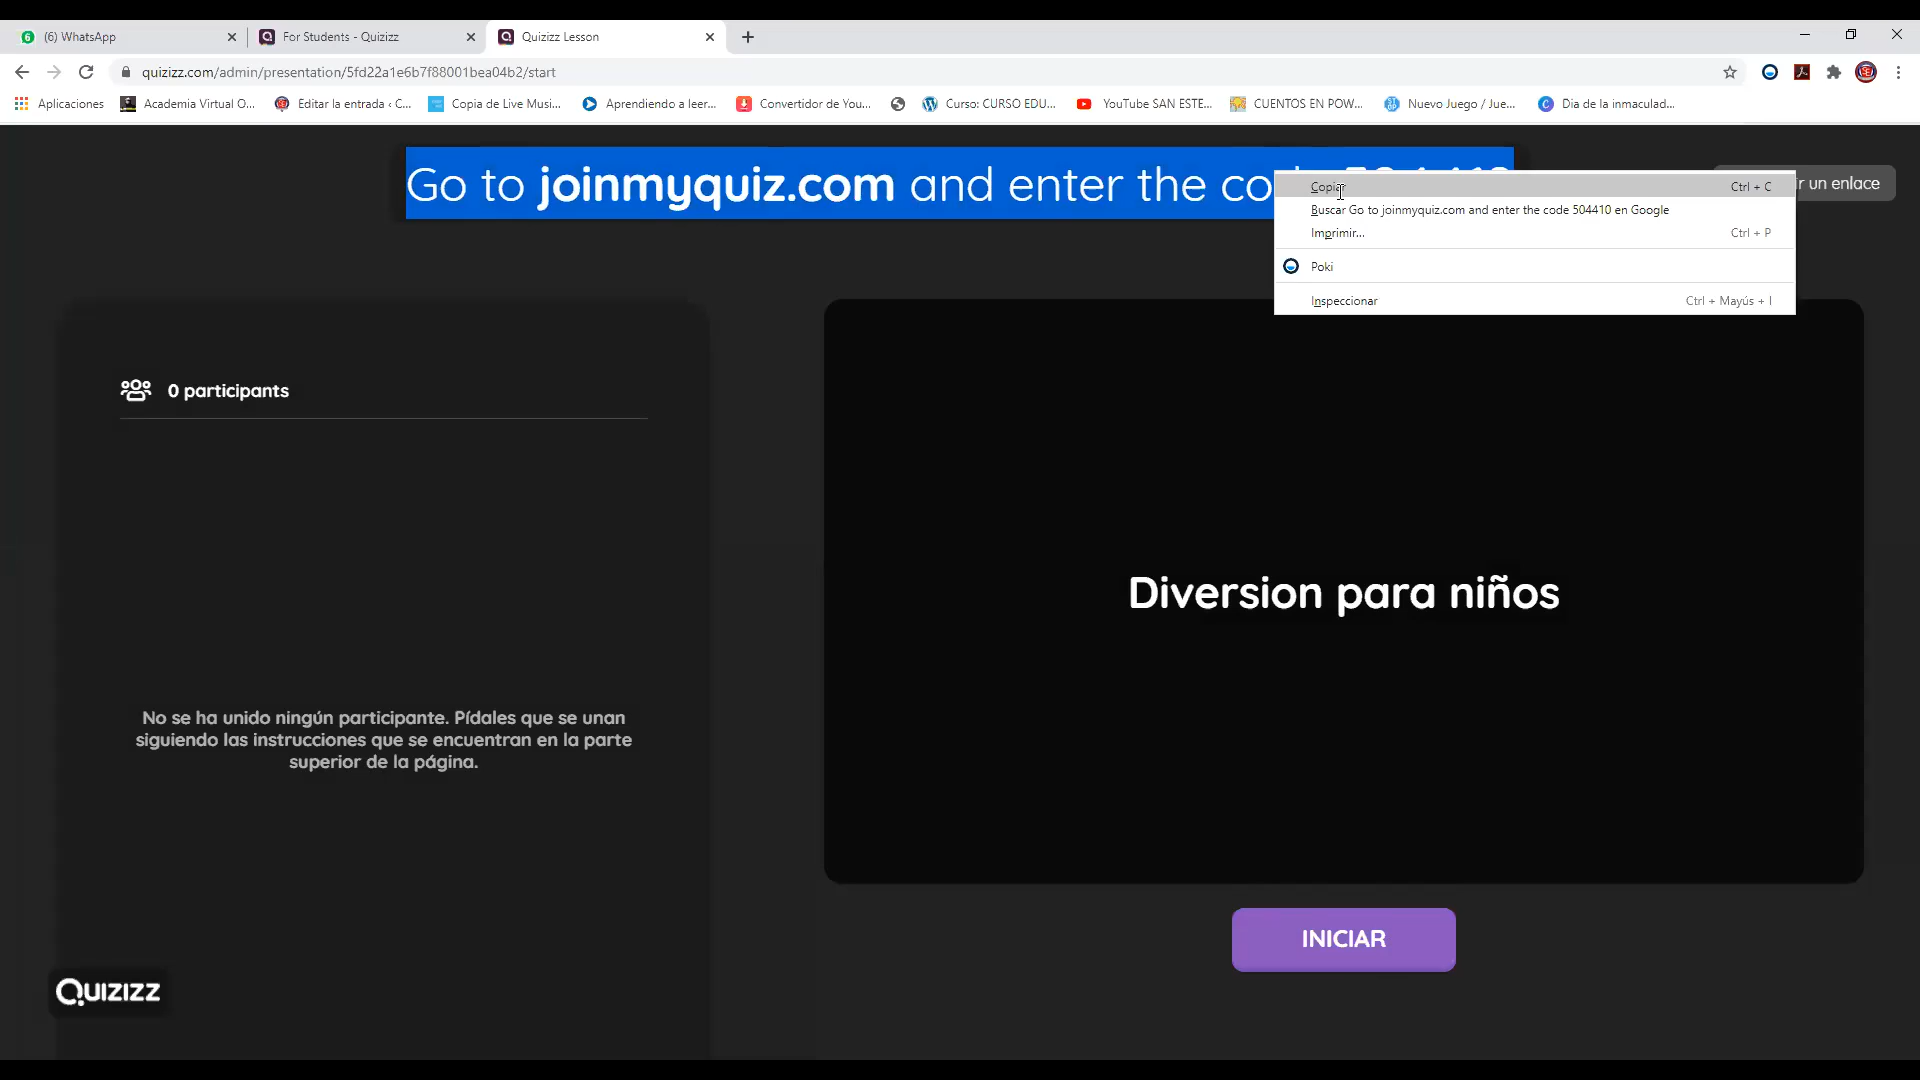 (6) WhatsApp
For Students - Quizizz
Quizizz Lesson
quizizz.com/admin/presentation/5fd22a1e6b7f88001bea04b2/start
Aplicaciones
Academia Virtual O...
Editar la entrada ‹ C...
Copia de Live Musi...
Aprendiendo a leer...
Convertidor de You...
Curso: CURSO EDU...
YouTube SAN ESTE...
CUENTOS EN POW...
Nuevo Juego / Jue...
Dia de la inmaculad...
Go to joinmyquiz.com and enter the
un enlace
Copiar Ctrl + C
Buscar Go to joinmyquiz.com and enter the code 504410 en Google
Imprimir... Ctrl + P
Poki
Inspeccionar Ctrl + Mayús + I
0 participants
No se ha unido ningún participante. Pídales que se unan
siguiendo las instrucciones que se encuentran en la parte
superior de la página.
Diversion para niños
INICIAR
QUIZIZZ